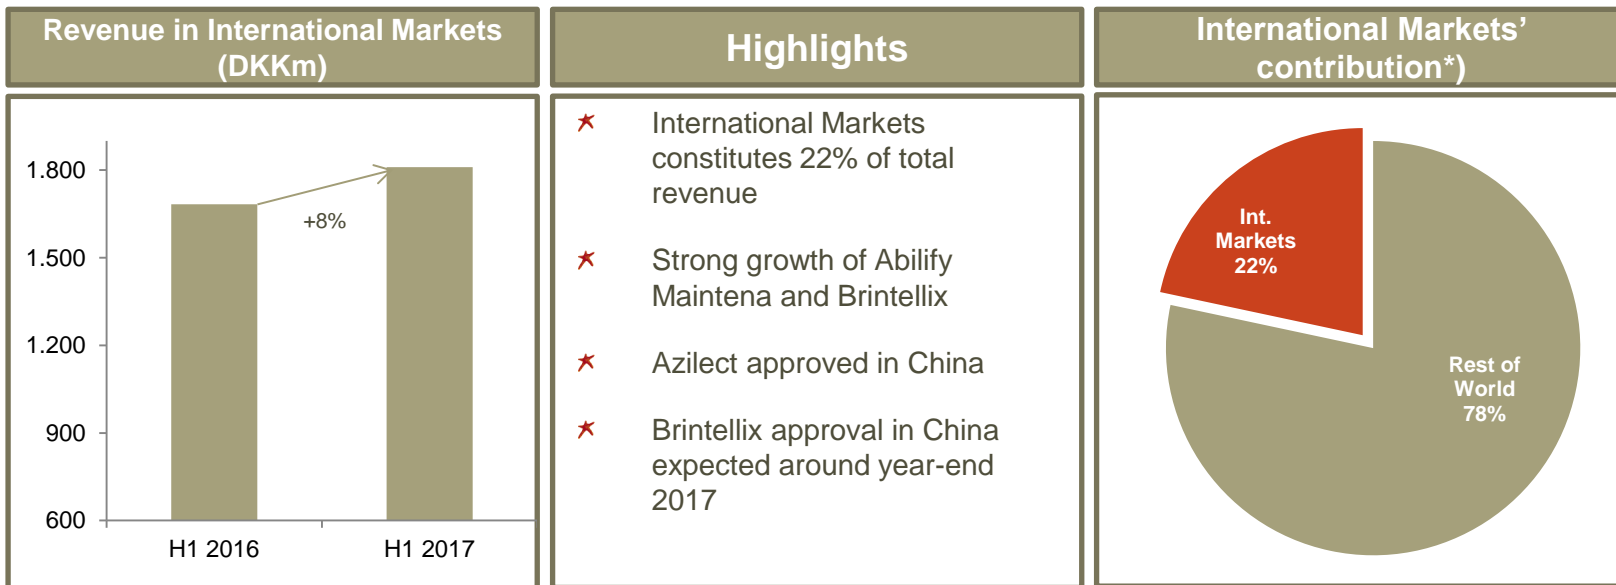 Revenue in International Markets
(DKKm)
1.800
1.500
1.200
900
600
+8%
H1 2016
H1 2017
Highlights
International Markets
constitutes 22% of total
revenue
Strong growth of Abilify
Maintena and Brintellix
Azilect approved in China
Brintellix approval in China
expected around year-end
2017
International Markets'
contribution*)
Int.
Markets
22%
Rest of
World
78%